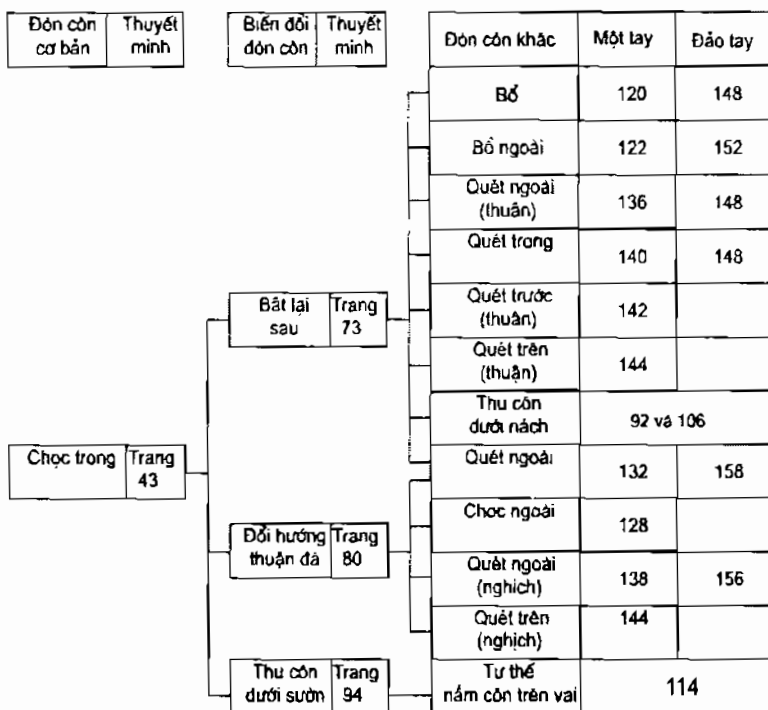 Đòn côn cơ bản | Thuyết minh | Biến đổi đòn côn | Thuyết minh | Đòn côn khác | Một tay | Đảo tay
Bổ | 120 | 148
Bổ ngoài | 122 | 152
Quét ngoài (thuận) | 136 | 148
Quét trong | 140 | 148
Bật lại sau | Trang 73
Quét trước (thuận) | 142
Quét trên (thuận) | 144
Thu côn dưới nách | 92 và 106
Chọc trong | Trang 43
Quét ngoài | 132 | 158
Chọc ngoài | 128
Đổi hướng thuận đà | Trang 80
Quét ngoài (nghịch) | 138 | 156
Quét trên (nghịch) | 144
Thu côn dưới sườn | Trang 94
Tư thế nắm côn trên vai | 114